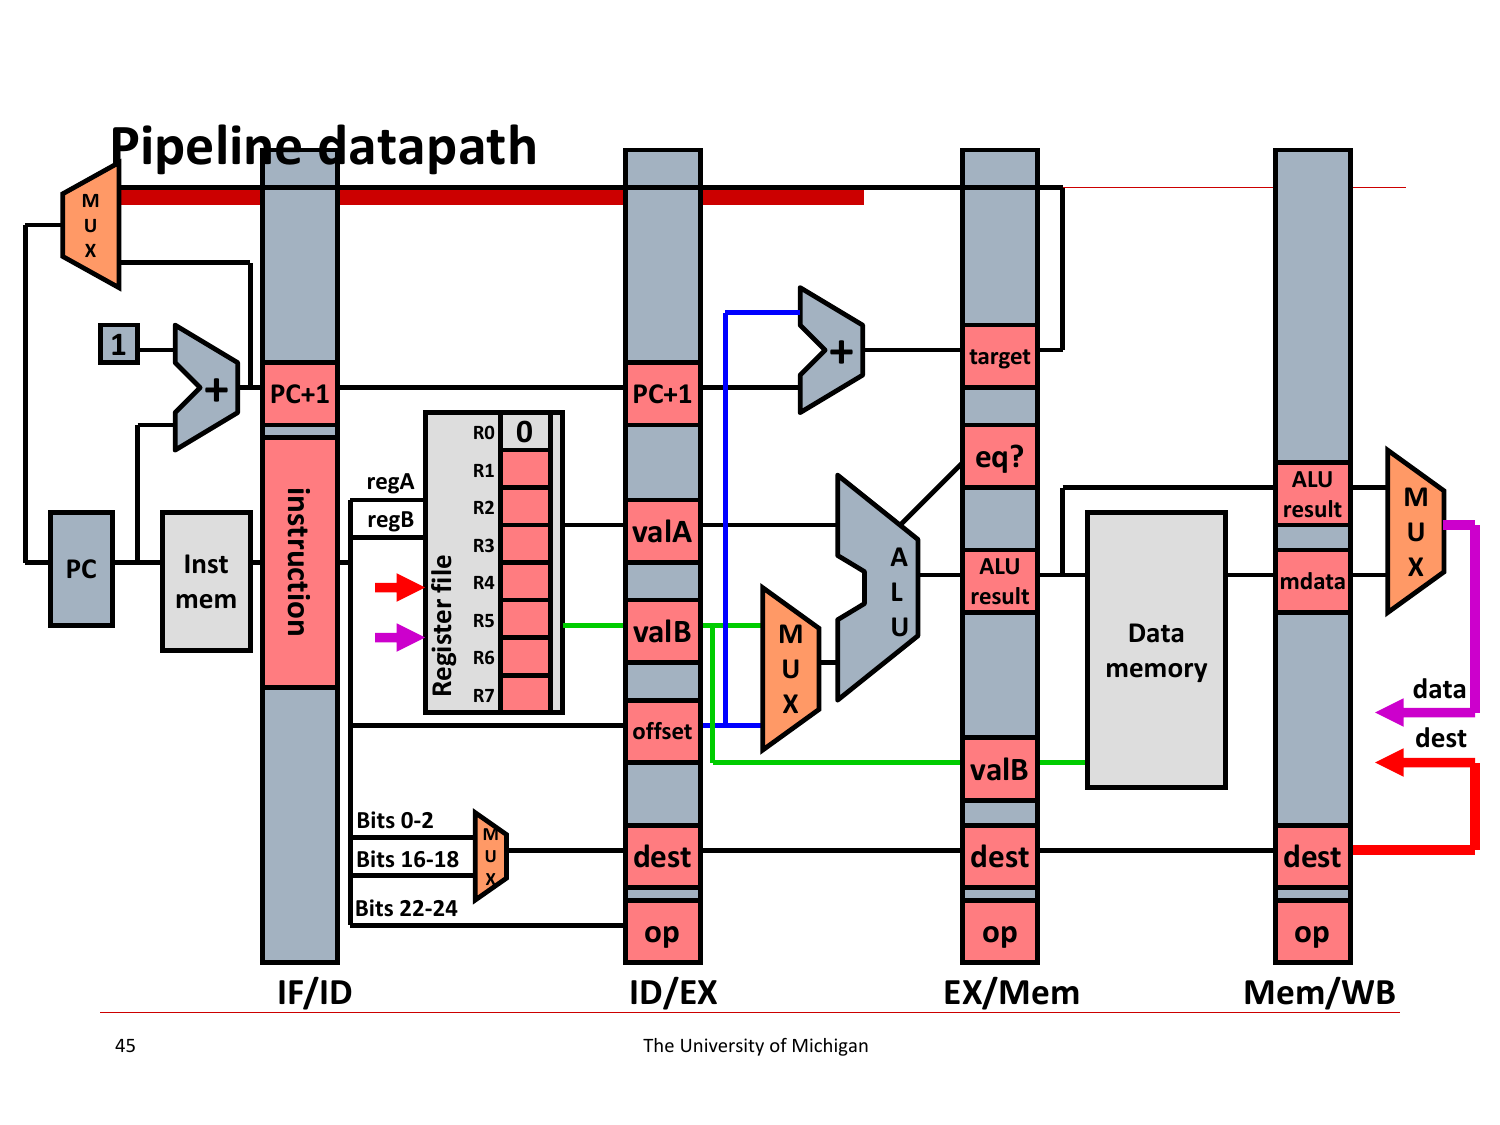 Pipeline datapath
M
U
X
1
+
+
target
PC+1
PC+1
R0 0
R1
R2
R3
R4
R5
R6
R7
Register file
eq?
regA
regB
instruction
PC
Inst
mem
valA
valB
offset
M
U
X
A
L
U
ALU
result
ALU
result
mdata
M
U
X
Data
memory
valB
data
dest
Bits 0-2
Bits 16-18
Bits 22-24
M
U
X
dest
dest
dest
op
op
op
IF/ID
ID/EX
EX/Mem
Mem/WB
45
The University of Michigan